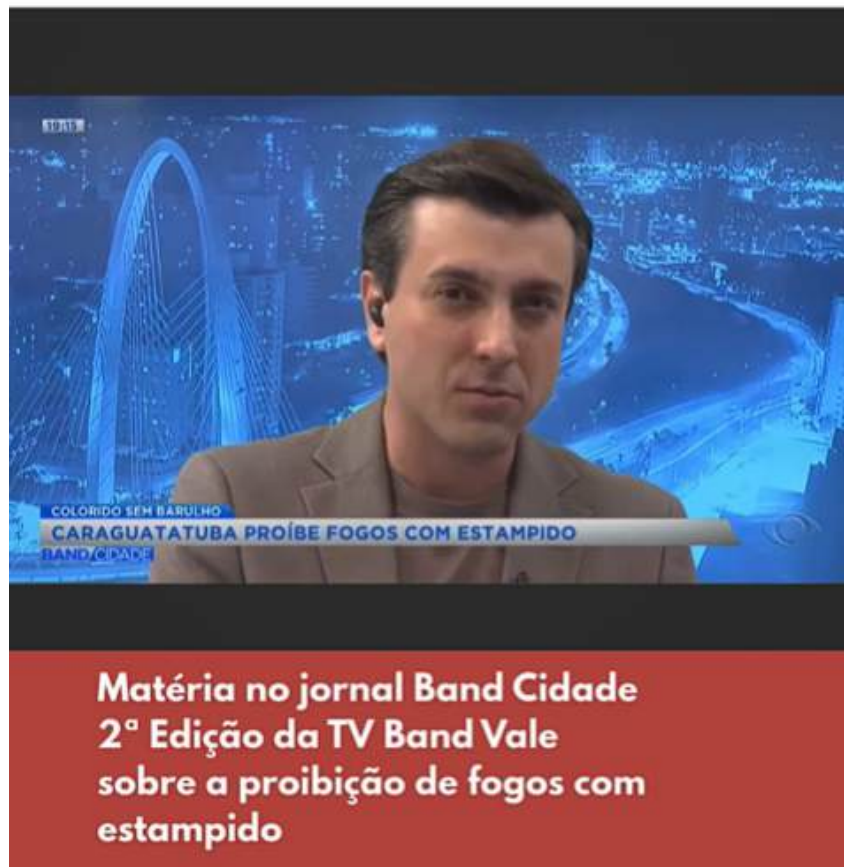 19:15
COLORIDO SEM BARULHO
CARAGUATATUBA PROÍBE FOGOS COM ESTAMPIDO
BAND CIDADE
Matéria no jornal Band Cidade
2ª Edição da TV Band Vale
sobre a proibição de fogos com
estampido